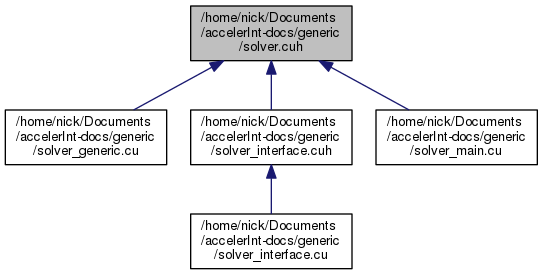 /home/nick/Documents
/accelerInt-docs/generic
/solver.cuh
/home/nick/Documents
/accelerInt-docs/generic
/solver_generic.cu
/home/nick/Documents
/accelerInt-docs/generic
/solver_interface.cuh
/home/nick/Documents
/accelerInt-docs/generic
/solver_main.cu
/home/nick/Documents
/accelerInt-docs/generic
/solver_interface.cu